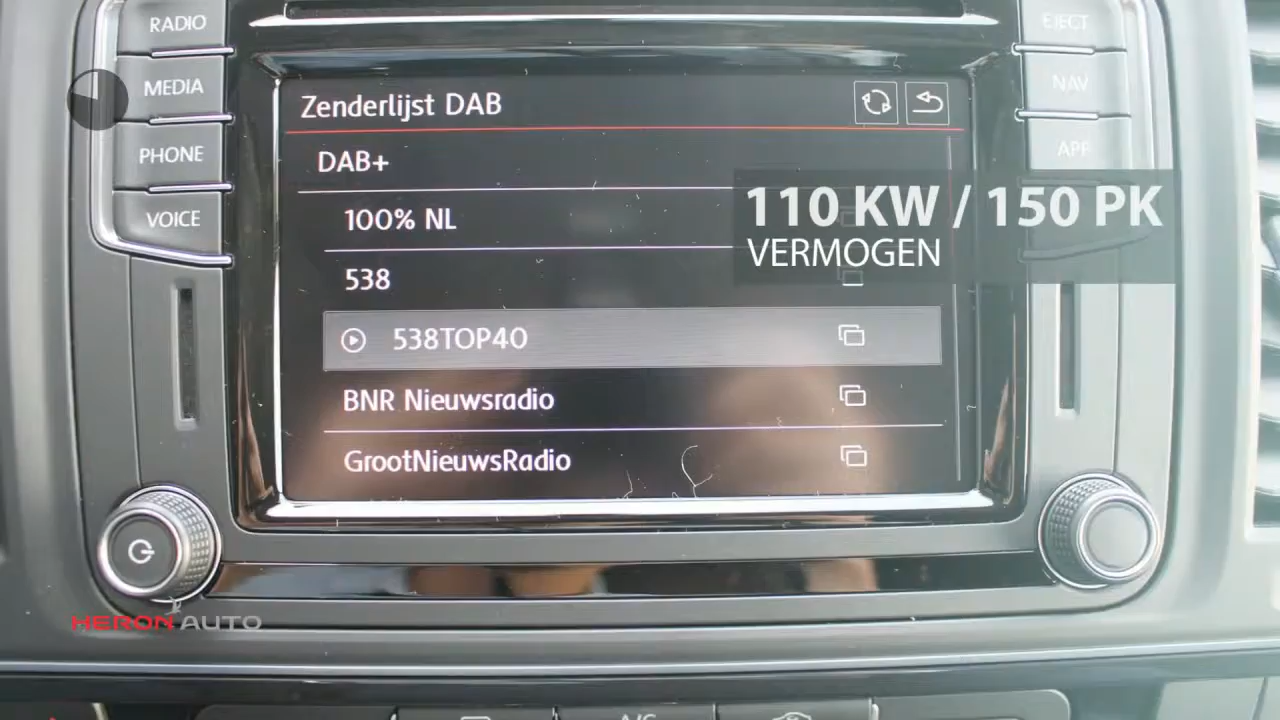 RADIO
EJECT
MEDIA
NAV
Zenderlijst DAB
PHONE
APP
DAB+
110 KW / 150 PK
VERMOGEN
VOICE
100% NL
538
538TOP40
BNR Nieuwsradio
GrootNieuwsRadio
HERON AUTO
A/C